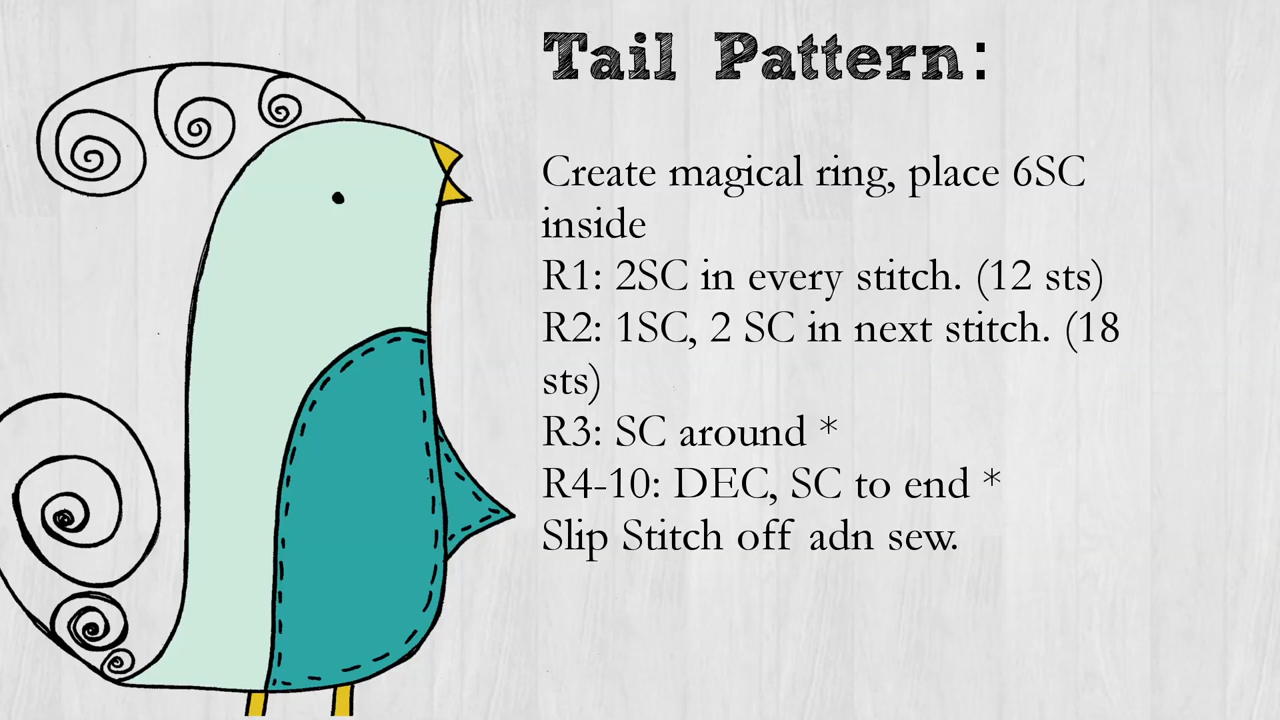 Tail Pattern:
Create magical ring, place 6SC
inside
R1: 2SC in every stitch. (12 sts)
R2: 1SC, 2 SC in next stitch. (18
sts)
R3: SC around *
R4-10: DEC, SC to end *
Slip Stitch off adn sew.